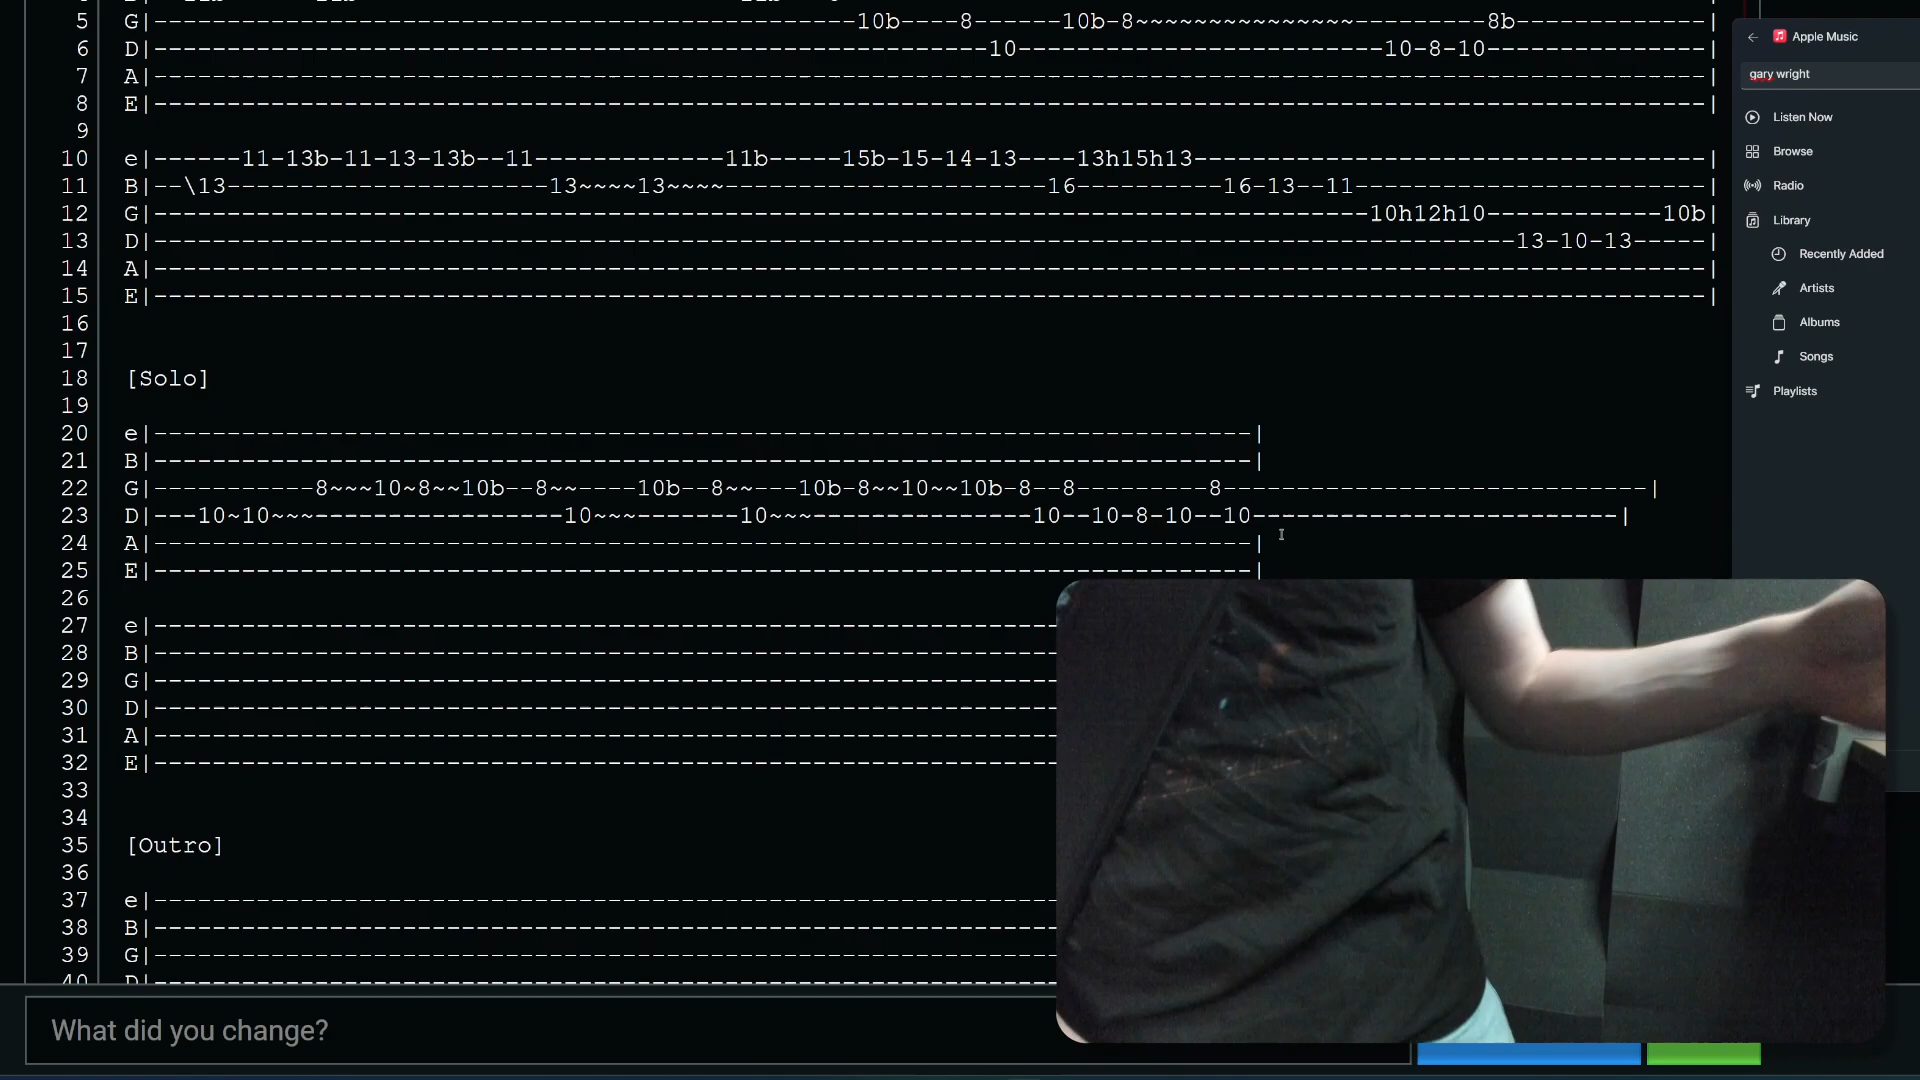 5 G|------------------------------------------------10b----8------10b-8~~~~~~~~~~~~~~~---------8b-------------|
6 D|---------------------------------------------------------10-------------------------10-8-10---------------|
7 A|----------------------------------------------------------------------------------------------------------|
8 E|----------------------------------------------------------------------------------------------------------|
9
10 e|------11-13b-11-13-13b--11-------------11b-----15b-15-14-13----13h15h13-----------------------------------|
11 B|--\13----------------------13~~~~13~~~~----------------------16----------16-13--11------------------------|
12 G|-----------------------------------------------------------------------------------10h12h10------------10b|
13 D|---------------------------------------------------------------------------------------------13-10-13-----|
14 A|----------------------------------------------------------------------------------------------------------|
15 E|----------------------------------------------------------------------------------------------------------|
16
17
18 [Solo]
19
20 e|---------------------------------------------------------------------------|
21 B|---------------------------------------------------------------------------|
22 G|-----------8~~~10~8~~10b--8~~----10b--8~~---10b-8~~10~~10b-8--8---------8-----------------------------|
23 D|---10~10~~~-----------------10~~~-------10~~~---------------10--10-8-10--10-------------------------|
24 A|---------------------------------------------------------------------------|
25 E|---------------------------------------------------------------------------|
26
27 e|--------------------------------------------------------------
28 B|--------------------------------------------------------------
29 G|--------------------------------------------------------------
30 D|--------------------------------------------------------------
31 A|--------------------------------------------------------------
32 E|--------------------------------------------------------------
33
34
35 [Outro]
36
37 e|--------------------------------------------------------------
38 B|--------------------------------------------------------------
39 G|--------------------------------------------------------------
40 D|--------------------------------------------------------------
What did you change?
Apple Music
gary wright
Listen Now
Browse
Radio
Library
Recently Added
Artists
Albums
Songs
Playlists